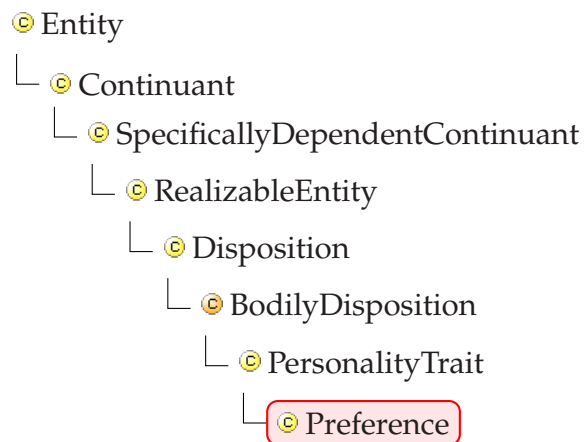 Entity
Continuant
SpecificallyDependentContinuant
RealizableEntity
Disposition
BodilyDisposition
PersonalityTrait
Preference